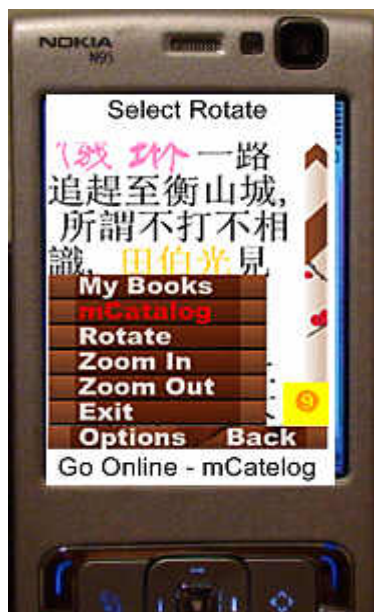 NOKIA
N95
Select Rotate
一路
追趕至衡山城,
所謂不打不相
識, 田伯光見
My Books
mCatalog
Rotate
Zoom In
Zoom Out
Exit
Options Back
Go Online - mCatelog